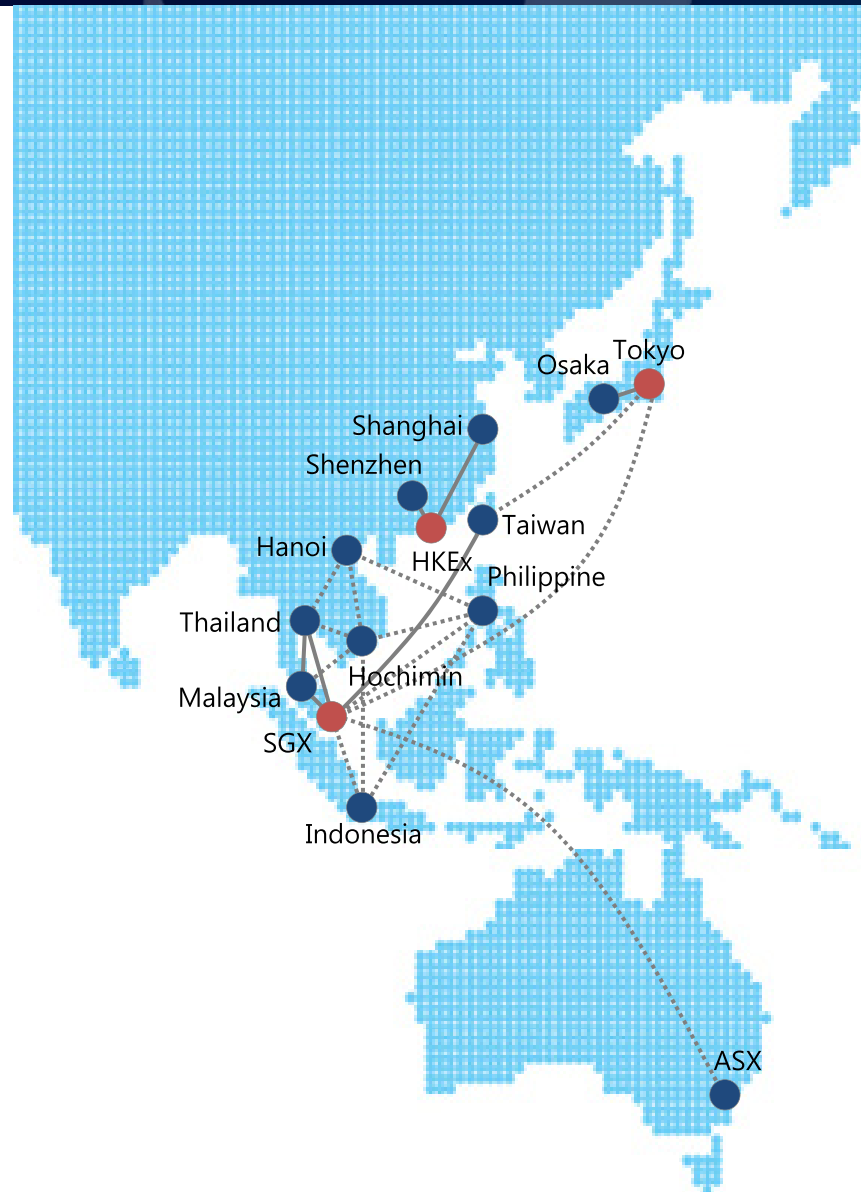 Tokyo
Osaka
Shanghai
Shenzhen
Taiwan
Hanoi
HKEx
Philippine
Thailand
Hochimin
Malaysia
SGX
Indonesia
ASX